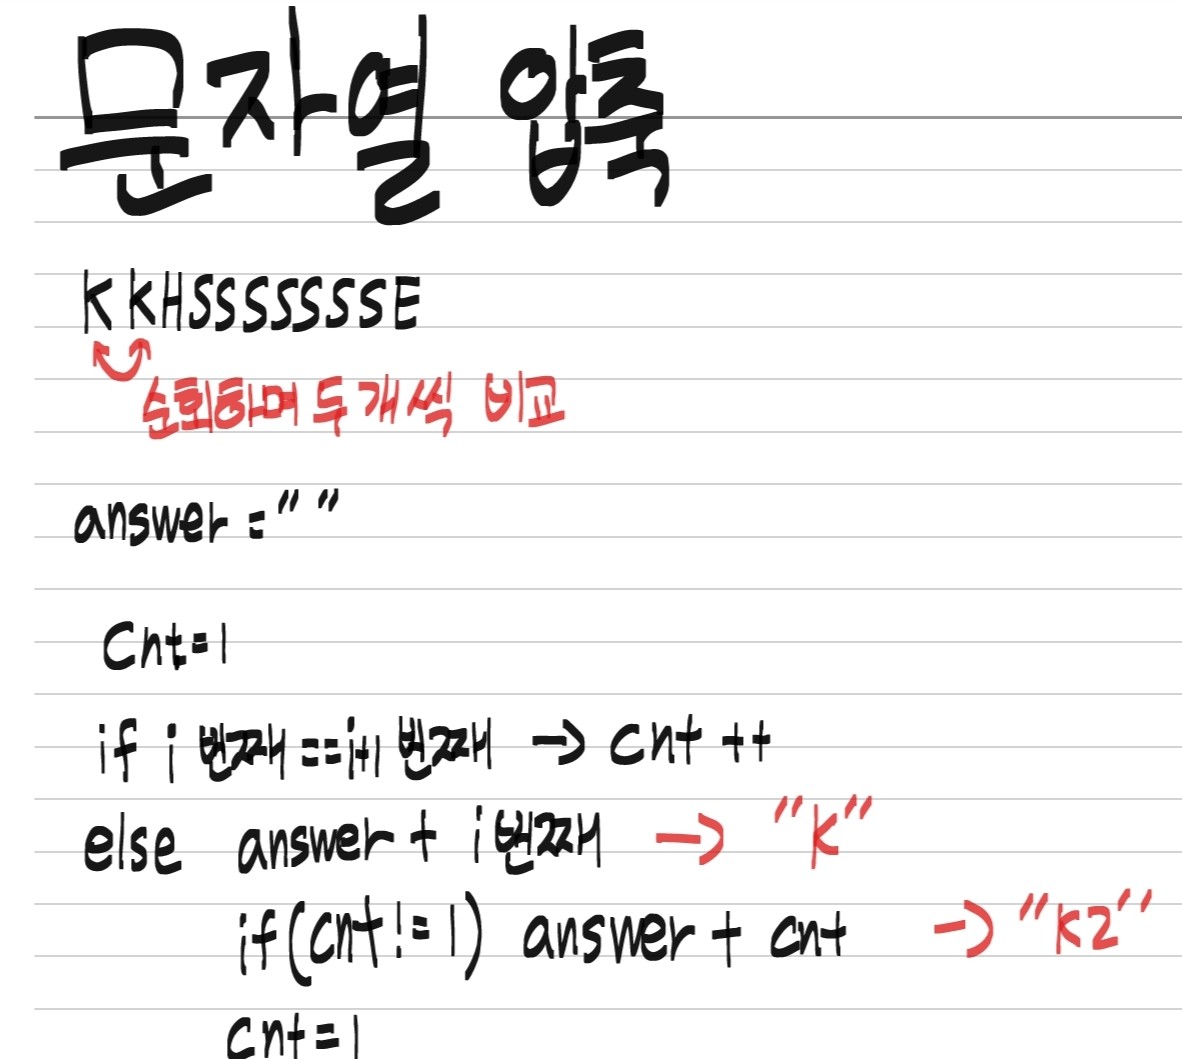 문자열 압축
KKHSSSSSSSE
순회하며 두개씩 비교
answer = " "
Cnt=1
if i 번째 == i+1 번째 -> cnt ++
else answer + i 번째 -> "K"
if(cnt != 1) answer + cnt -> "K2"
cnt=1